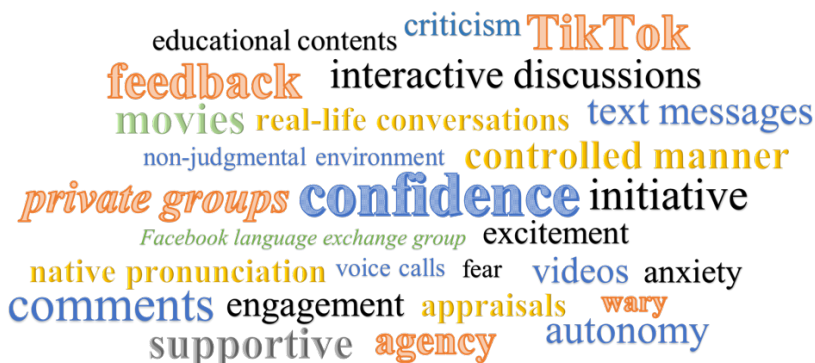 educational contents criticism TikTok
feedback interactive discussions
movies real-life conversations text messages
non-judgmental environment controlled manner
private groups confidence initiative
Facebook language exchange group excitement
native pronunciation voice calls fear videos anxiety
comments engagement appraisals wary
supportive agency autonomy